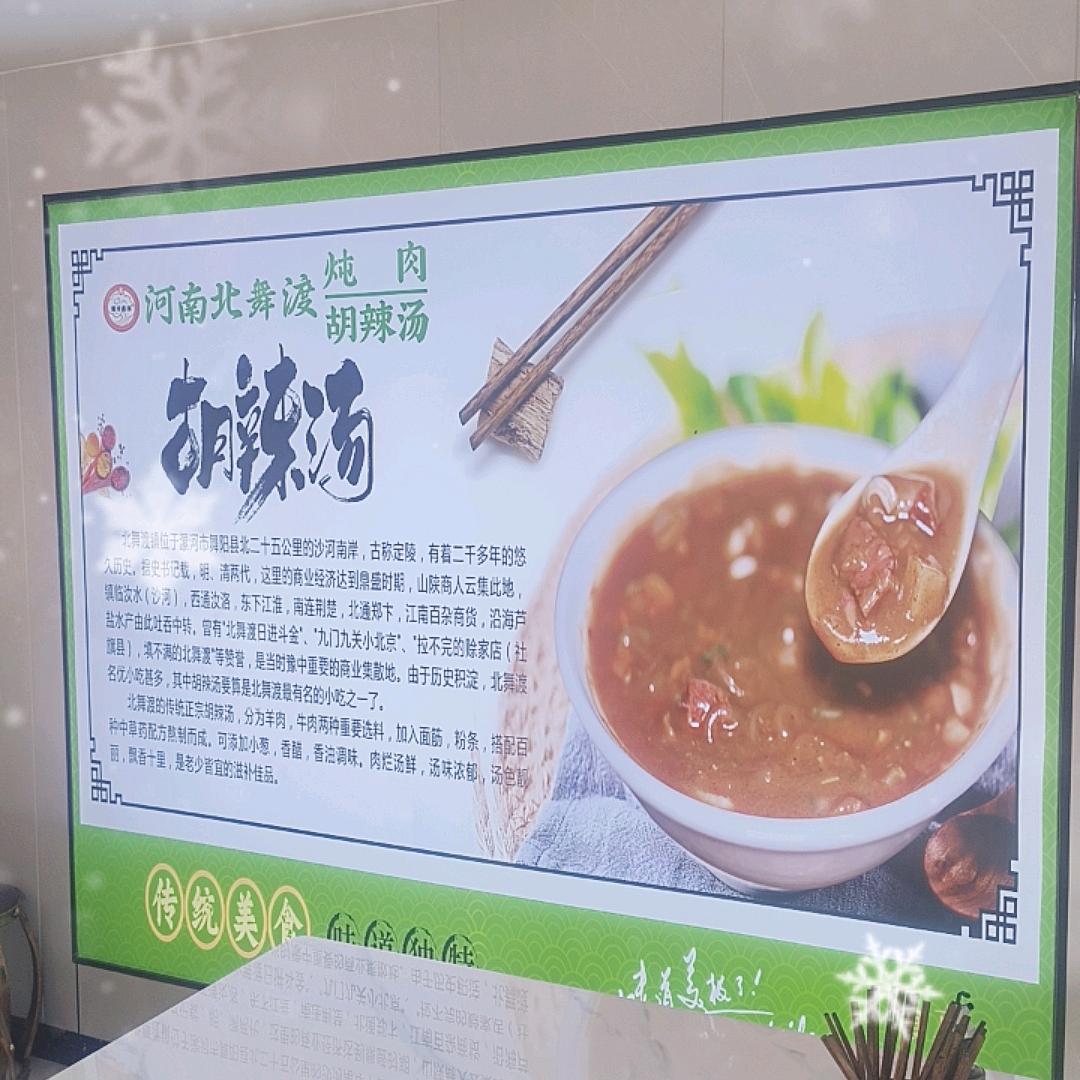 河南北舞渡
炖肉
胡辣汤
胡辣汤
北舞渡镇位于漯河市舞阳县北二十五公里的沙河南岸，古称定陵，有着二千多年的悠
久历史。据史书记载，明、清两代，这里的商业经济达到鼎盛时期，山陕商人云集此地，
镇临汝水（沙河），西通汝洛，东下江淮，南连荆楚，北通郑卞，江南百杂商货，沿海芦
盐水产由此吐吞中转。曾有"北舞渡日进斗金"、"九门九关小北京"、"拉不完的赊家店（社
旗县），填不满的北舞渡"等赞誉，是当时豫中重要的商业集散地。由于历史积淀，北舞渡
名优小吃甚多，其中胡辣汤要算是北舞渡最有名的小吃之一了。
北舞渡的传统正宗胡辣汤，分为羊肉，牛肉两种重要选料，加入面筋，粉条，搭配百
种中草药配方熬制而成。可添加小葱，香醋，香油调味。肉烂汤鲜，汤味浓郁，汤色靓
丽，飘香十里，是老少皆宜的滋补佳品。
传统美食
味道独特
味道美极了！